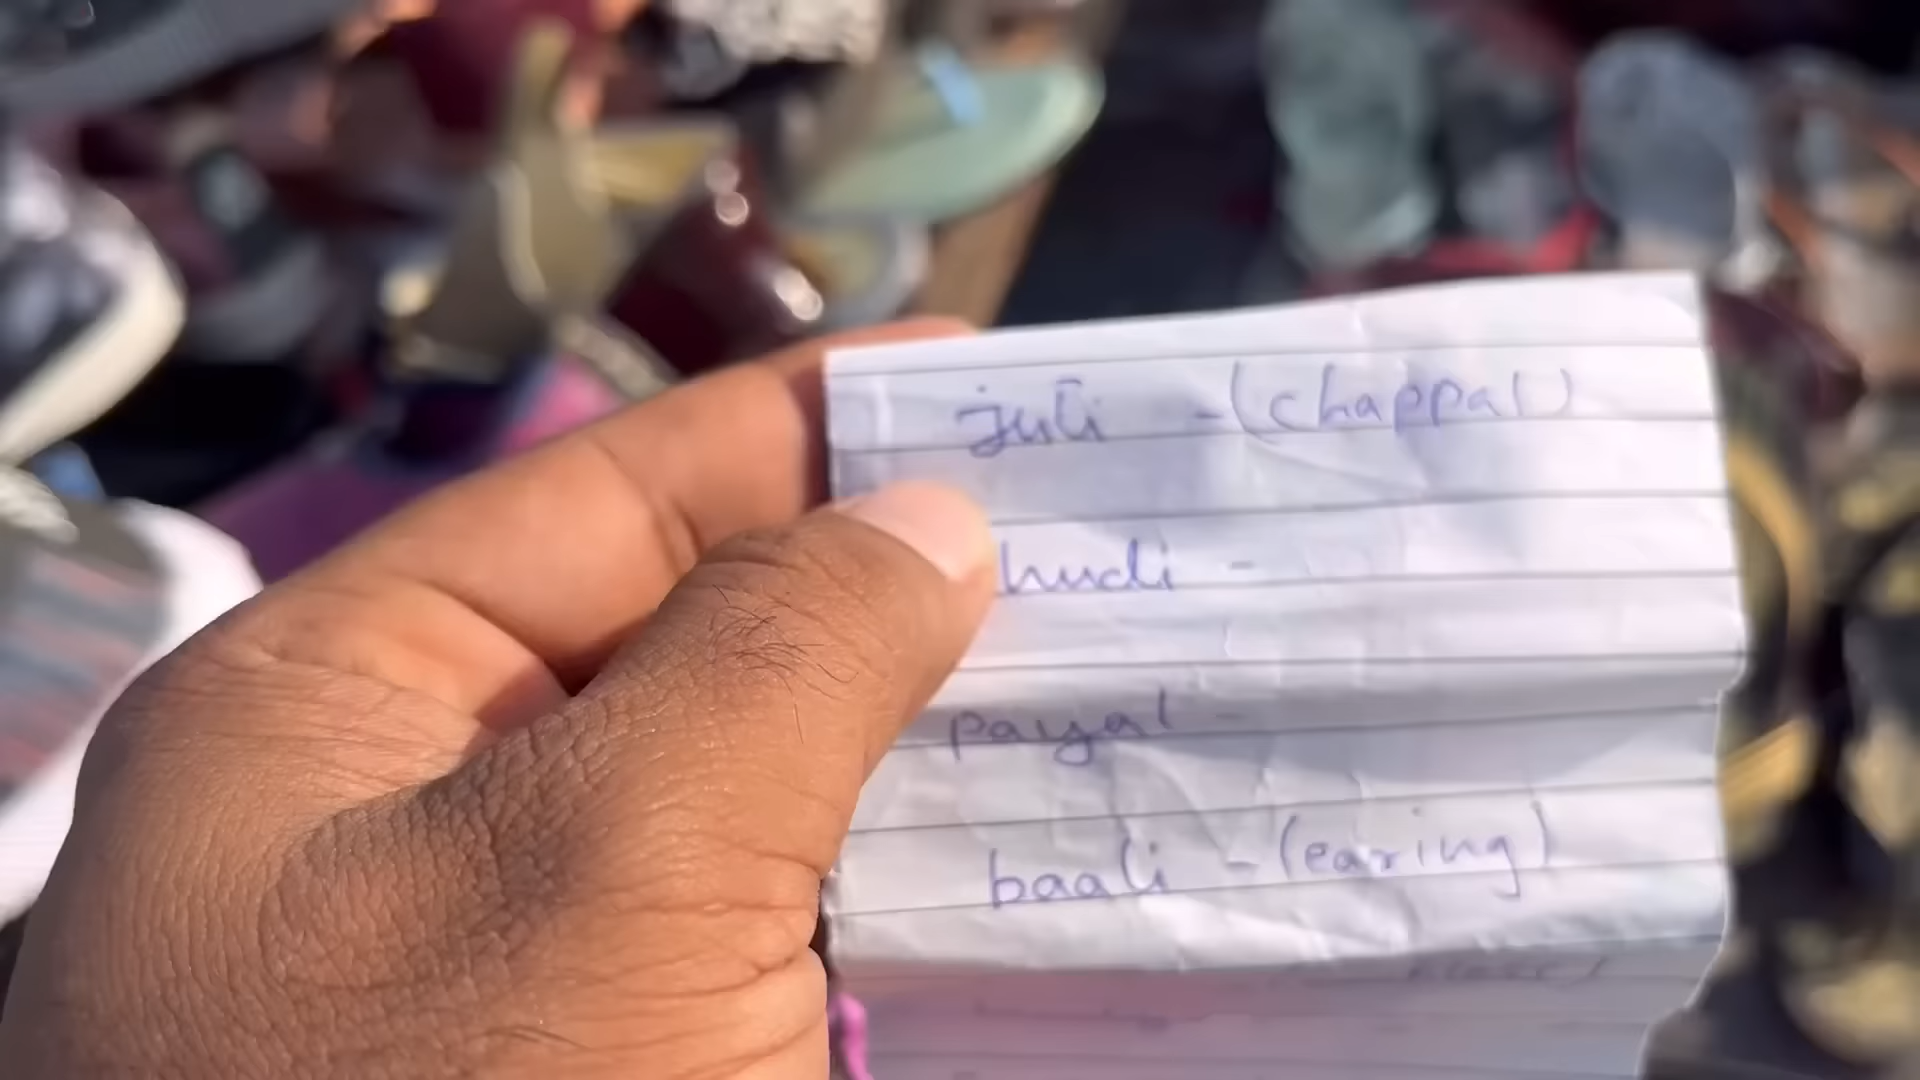 juti - (chappal)
hudi -
payal -
baali - (earing)